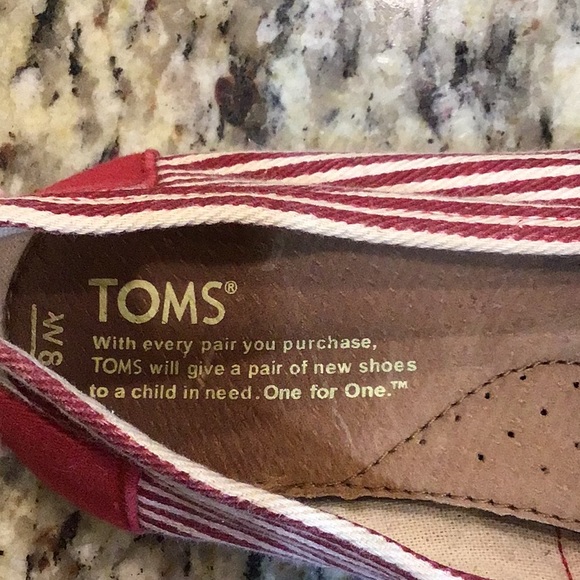 TOMS®
With every pair you purchase,
TOMS will give a pair of new shoes
to a child in need. One for One.™
W8